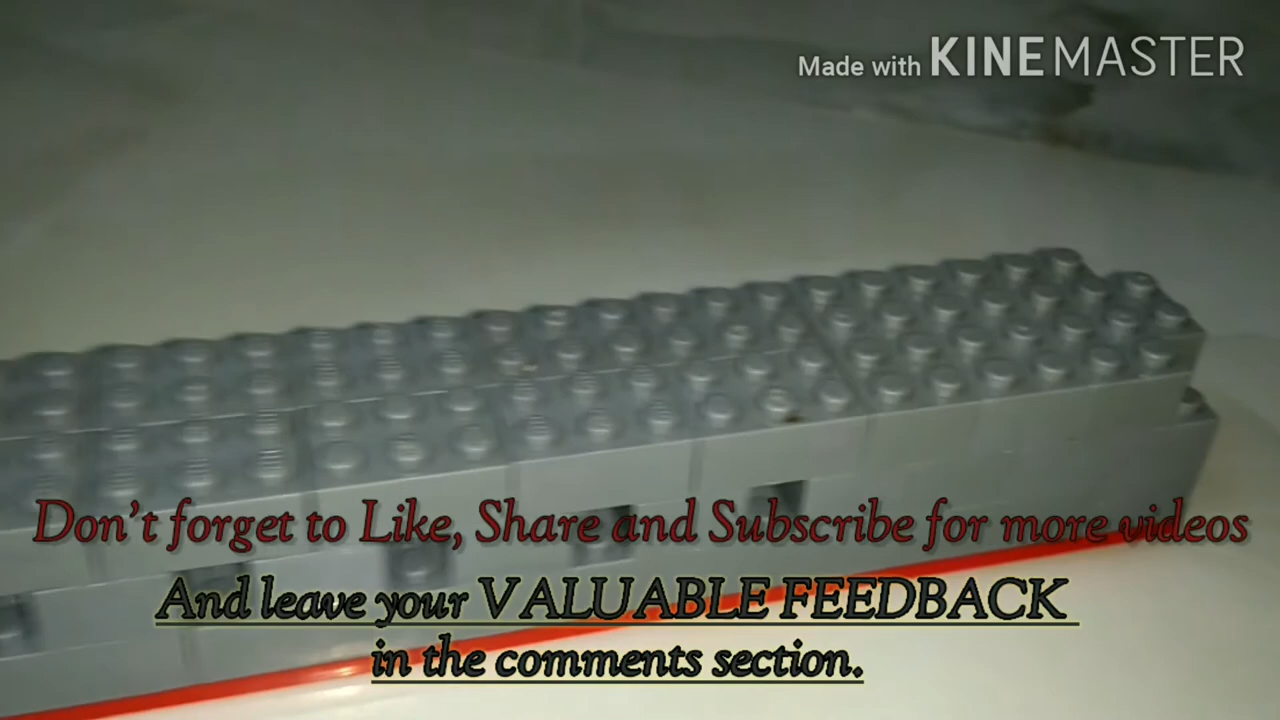 Made with KINEMASTER
Don't forget to Like, Share and Subscribe for more videos
And leave your VALUABLE FEEDBACK
in the comments section.